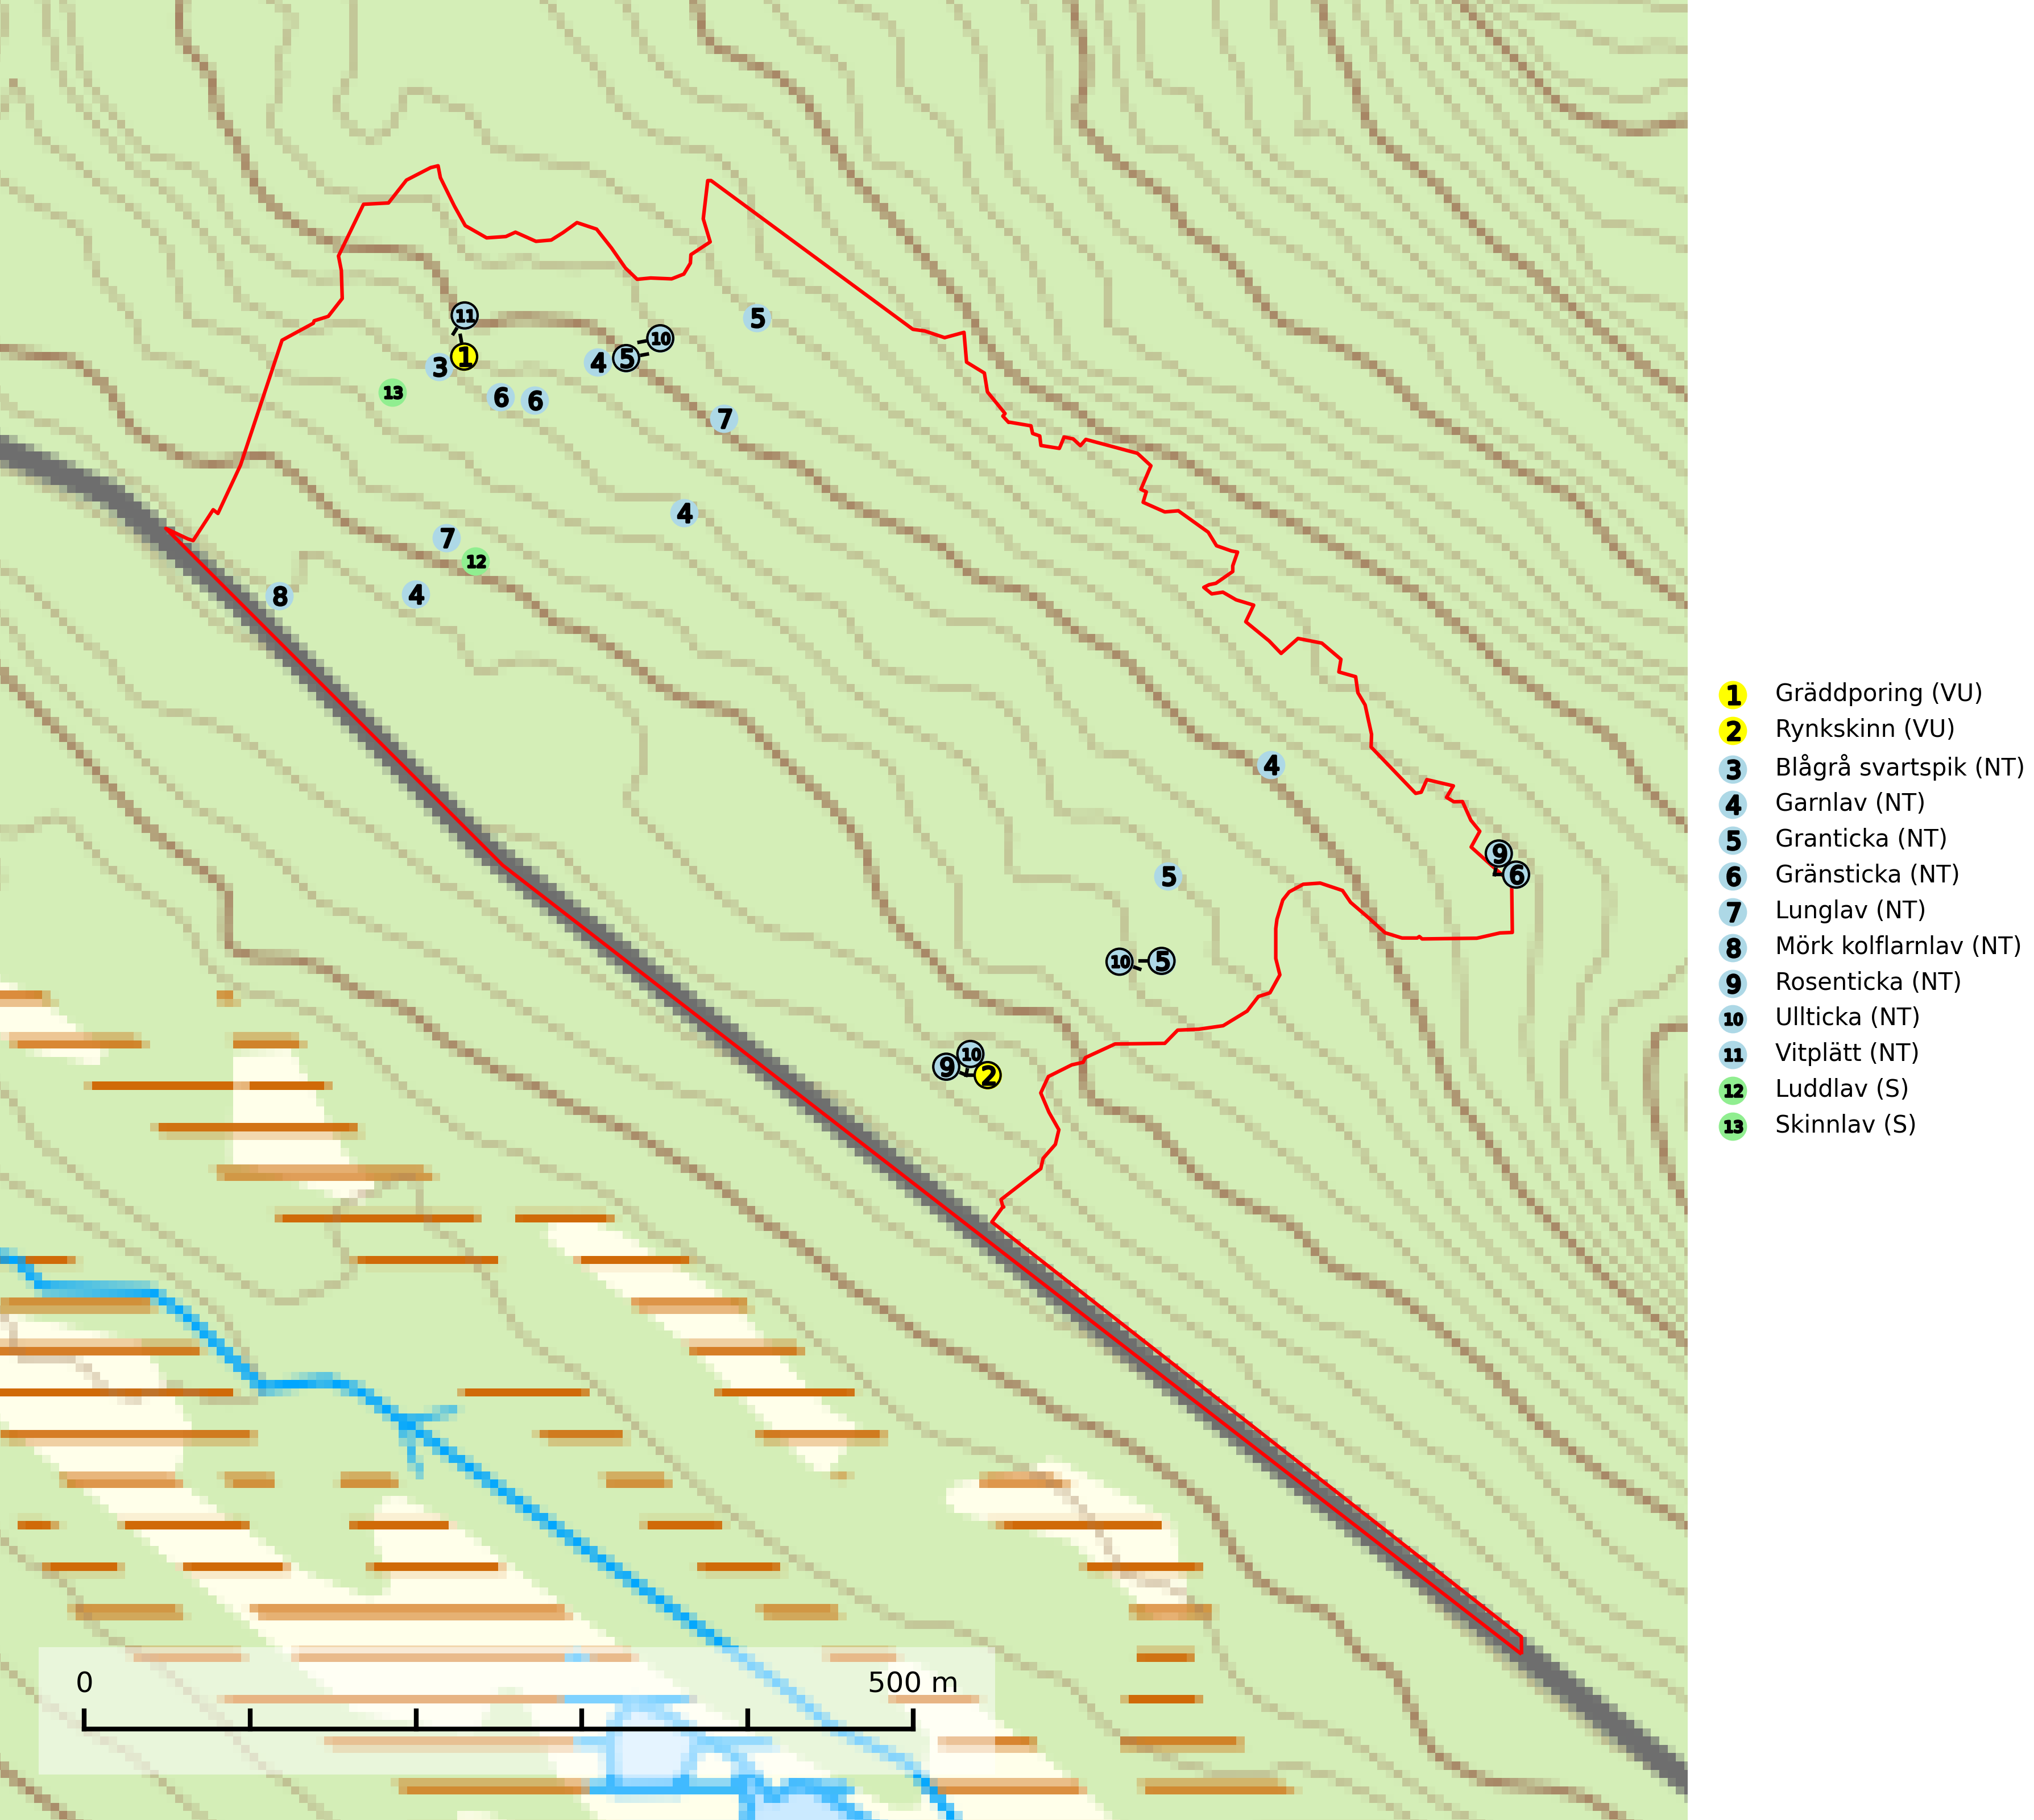 11
5
10
3
1
4
5
13
6
6
7
4
7
12
8
4
4
9
6
5
10
5
10
9
2
1 Gräddporing (VU)
2 Rynkskinn (VU)
3 Blågrå svartspik (NT)
4 Garnlav (NT)
5 Granticka (NT)
6 Gränsticka (NT)
7 Lunglav (NT)
8 Mörk kolflarnlav (NT)
9 Rosenticka (NT)
10 Ullticka (NT)
11 Vitplätt (NT)
12 Luddlav (S)
13 Skinnlav (S)
0 500 m